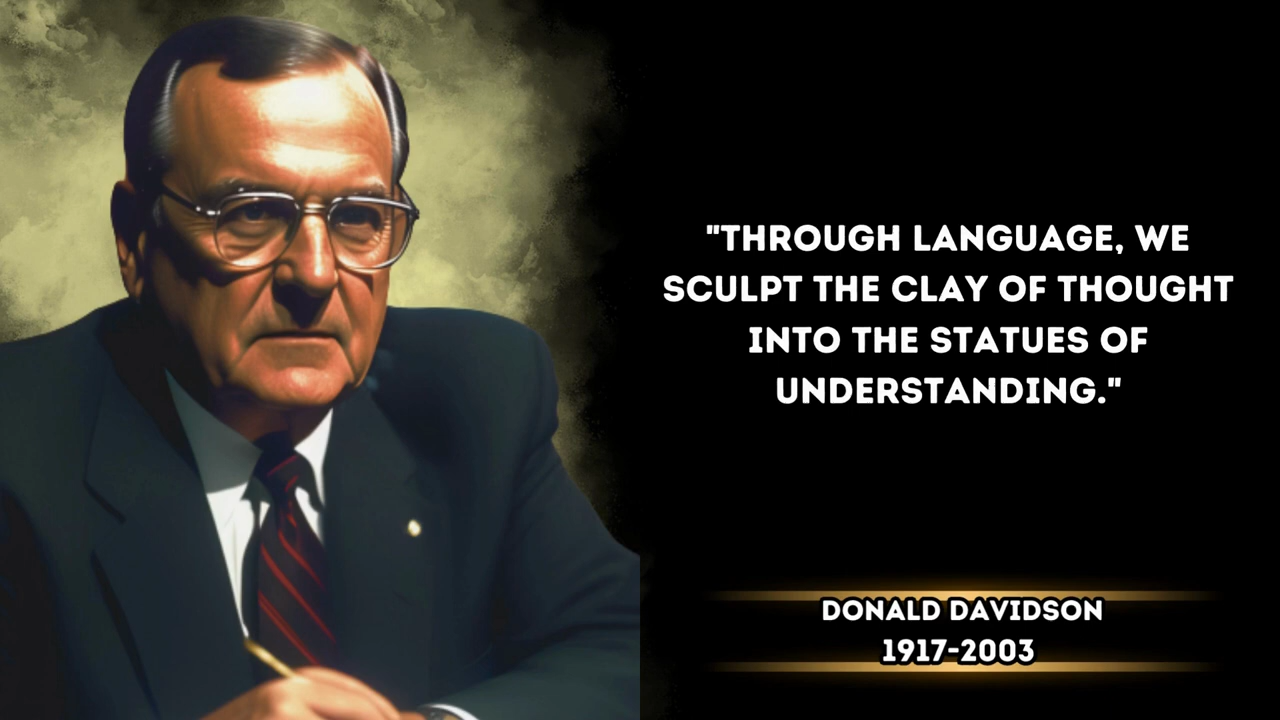 "THROUGH LANGUAGE, WE
SCULPT THE CLAY OF THOUGHT
INTO THE STATUES OF
UNDERSTANDING."
DONALD DAVIDSON
1917-2003